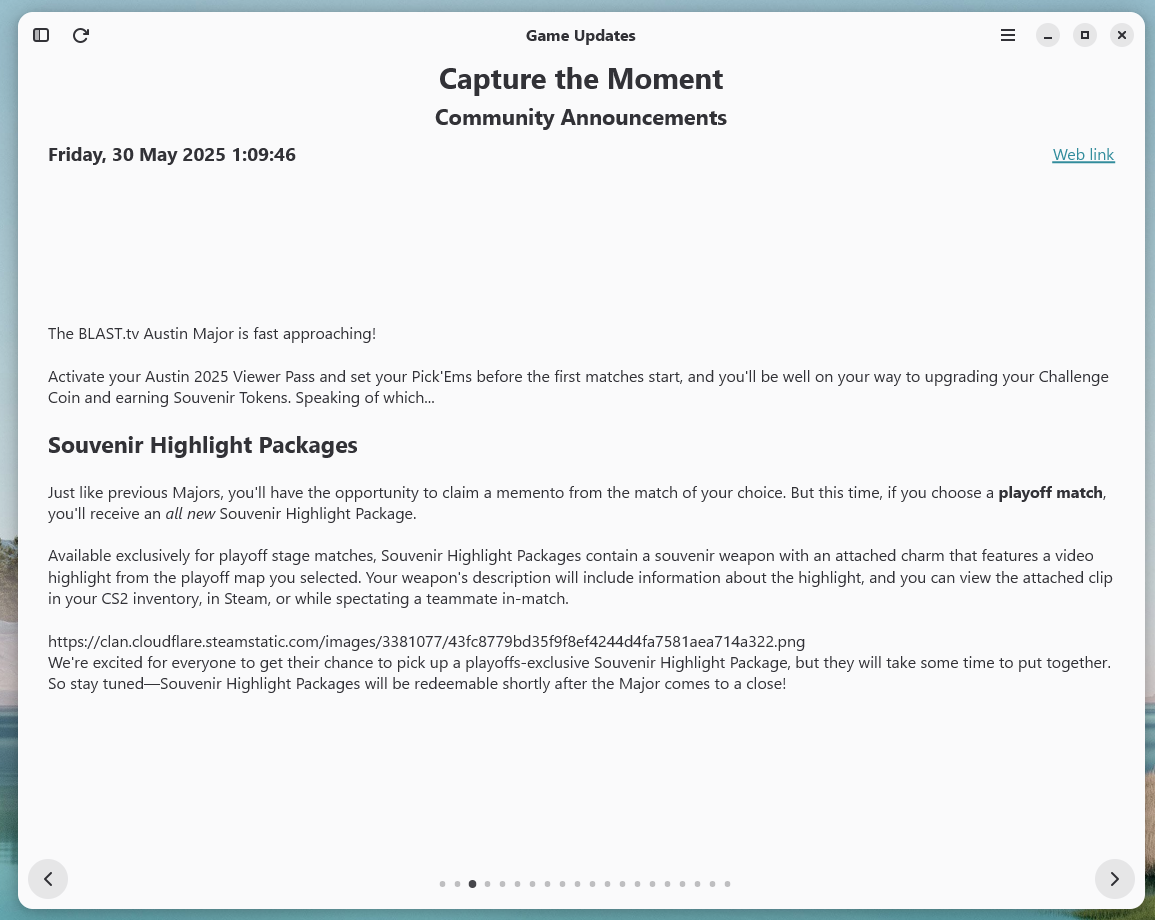 Game Updates
Capture the Moment
Community Announcements
Friday, 30 May 2025 1:09:46
Web link
The BLAST.tv Austin Major is fast approaching!
Activate your Austin 2025 Viewer Pass and set your Pick'Ems before the first matches start, and you'll be well on your way to upgrading your Challenge
Coin and earning Souvenir Tokens. Speaking of which...
Souvenir Highlight Packages
Just like previous Majors, you'll have the opportunity to claim a memento from the match of your choice. But this time, if you choose a playoff match,
you'll receive an all new Souvenir Highlight Package.
Available exclusively for playoff stage matches, Souvenir Highlight Packages contain a souvenir weapon with an attached charm that features a video
highlight from the playoff map you selected. Your weapon's description will include information about the highlight, and you can view the attached clip
in your CS2 inventory, in Steam, or while spectating a teammate in-match.
https://clan.cloudflare.steamstatic.com/images/3381077/43fc8779bd35f9f8ef4244d4fa7581aea714a322.png
We're excited for everyone to get their chance to pick up a playoffs-exclusive Souvenir Highlight Package, but they will take some time to put together.
So stay tuned—Souvenir Highlight Packages will be redeemable shortly after the Major comes to a close!